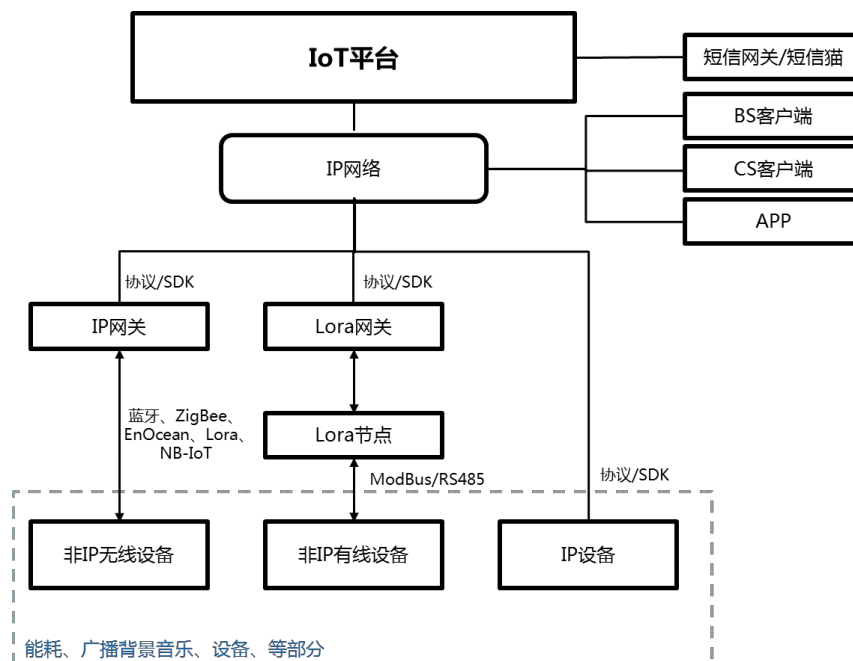 IoT平台
短信网关/短信猫
BS客户端
IP网络
CS客户端
APP
协议/SDK
协议/SDK
IP网关
Lora网关
蓝牙、ZigBee、
EnOcean、Lora、
NB-IoT
Lora节点
ModBus/RS485
协议/SDK
非IP无线设备
非IP有线设备
IP设备
能耗、广播背景音乐、设备、等部分